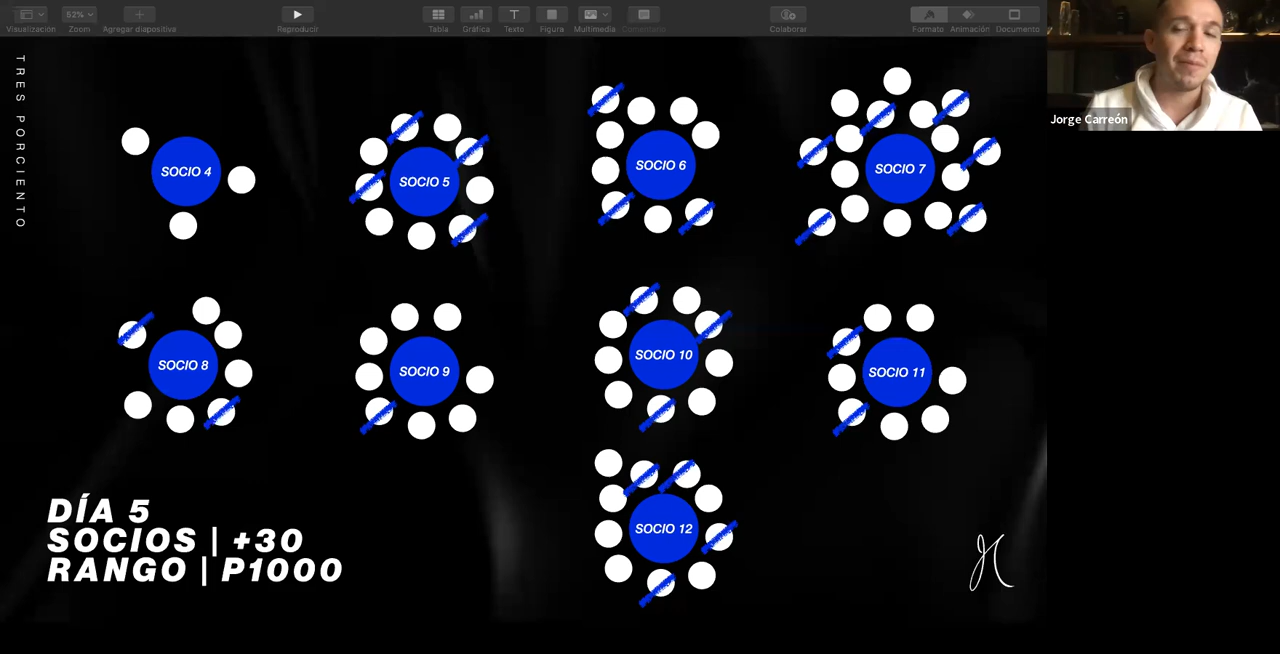 52%
Visualización
Zoom
Agregar diapositiva
Reproducir
Tabla
Gráfica
Texto
Figura
Multimedia
Comentario
Colaborar
Formato
Animación
Documento
Jorge Carreón
TRES PORCIENTO
SOCIO 4
SOCIO 5
SOCIO 6
SOCIO 7
SOCIO 8
SOCIO 9
SOCIO 10
SOCIO 11
SOCIO 12
DÍA 5
SOCIOS | +30
RANGO | P1000